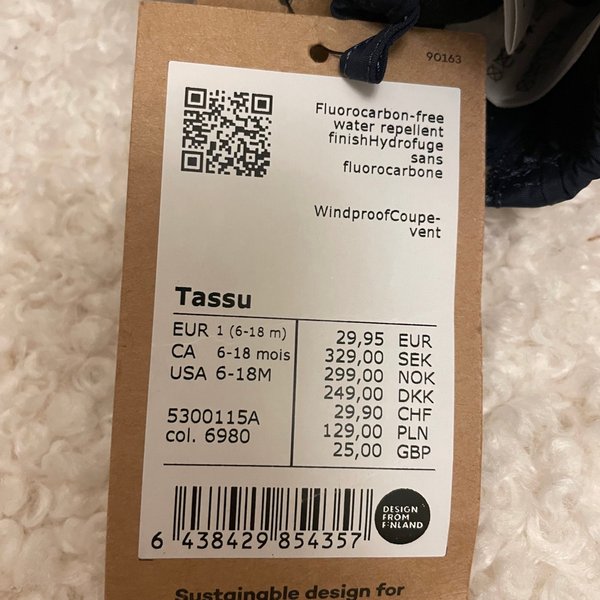 90163
Fluorocarbon-free
water repellent
finishHydrofuge
sans
fluorocarbone
WindproofCoupe-
vent
Tassu
EUR 1 (6-18 m)
CA 6-18 mois
USA 6-18M
5300115A
col. 6980
29,95 EUR
329,00 SEK
299,00 NOK
249,00 DKK
29,90 CHF
129,00 PLN
25,00 GBP
6 438429 854357
DESIGN
FROM
FINLAND
Sustainable design for